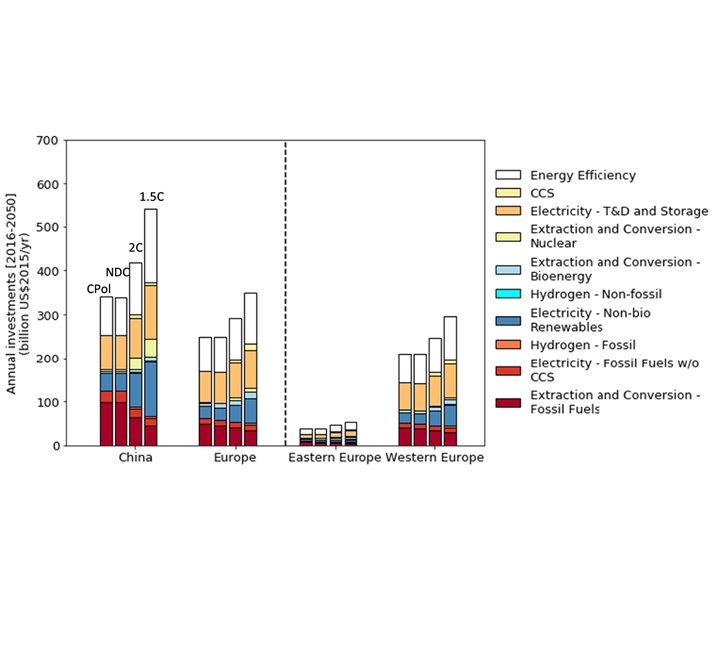 Annual investments [2016-2050]
(billion US$2015/yr)
700
600
500
400
300
200
100
0
CPol
NDC
2C
1.5C
China
Europe
Eastern Europe
Western Europe
Energy Efficiency
CCS
Electricity - T&D and Storage
Extraction and Conversion -
Nuclear
Extraction and Conversion -
Bioenergy
Hydrogen - Non-fossil
Electricity - Non-bio
Renewables
Hydrogen - Fossil
Electricity - Fossil Fuels w/o
CCS
Extraction and Conversion -
Fossil Fuels